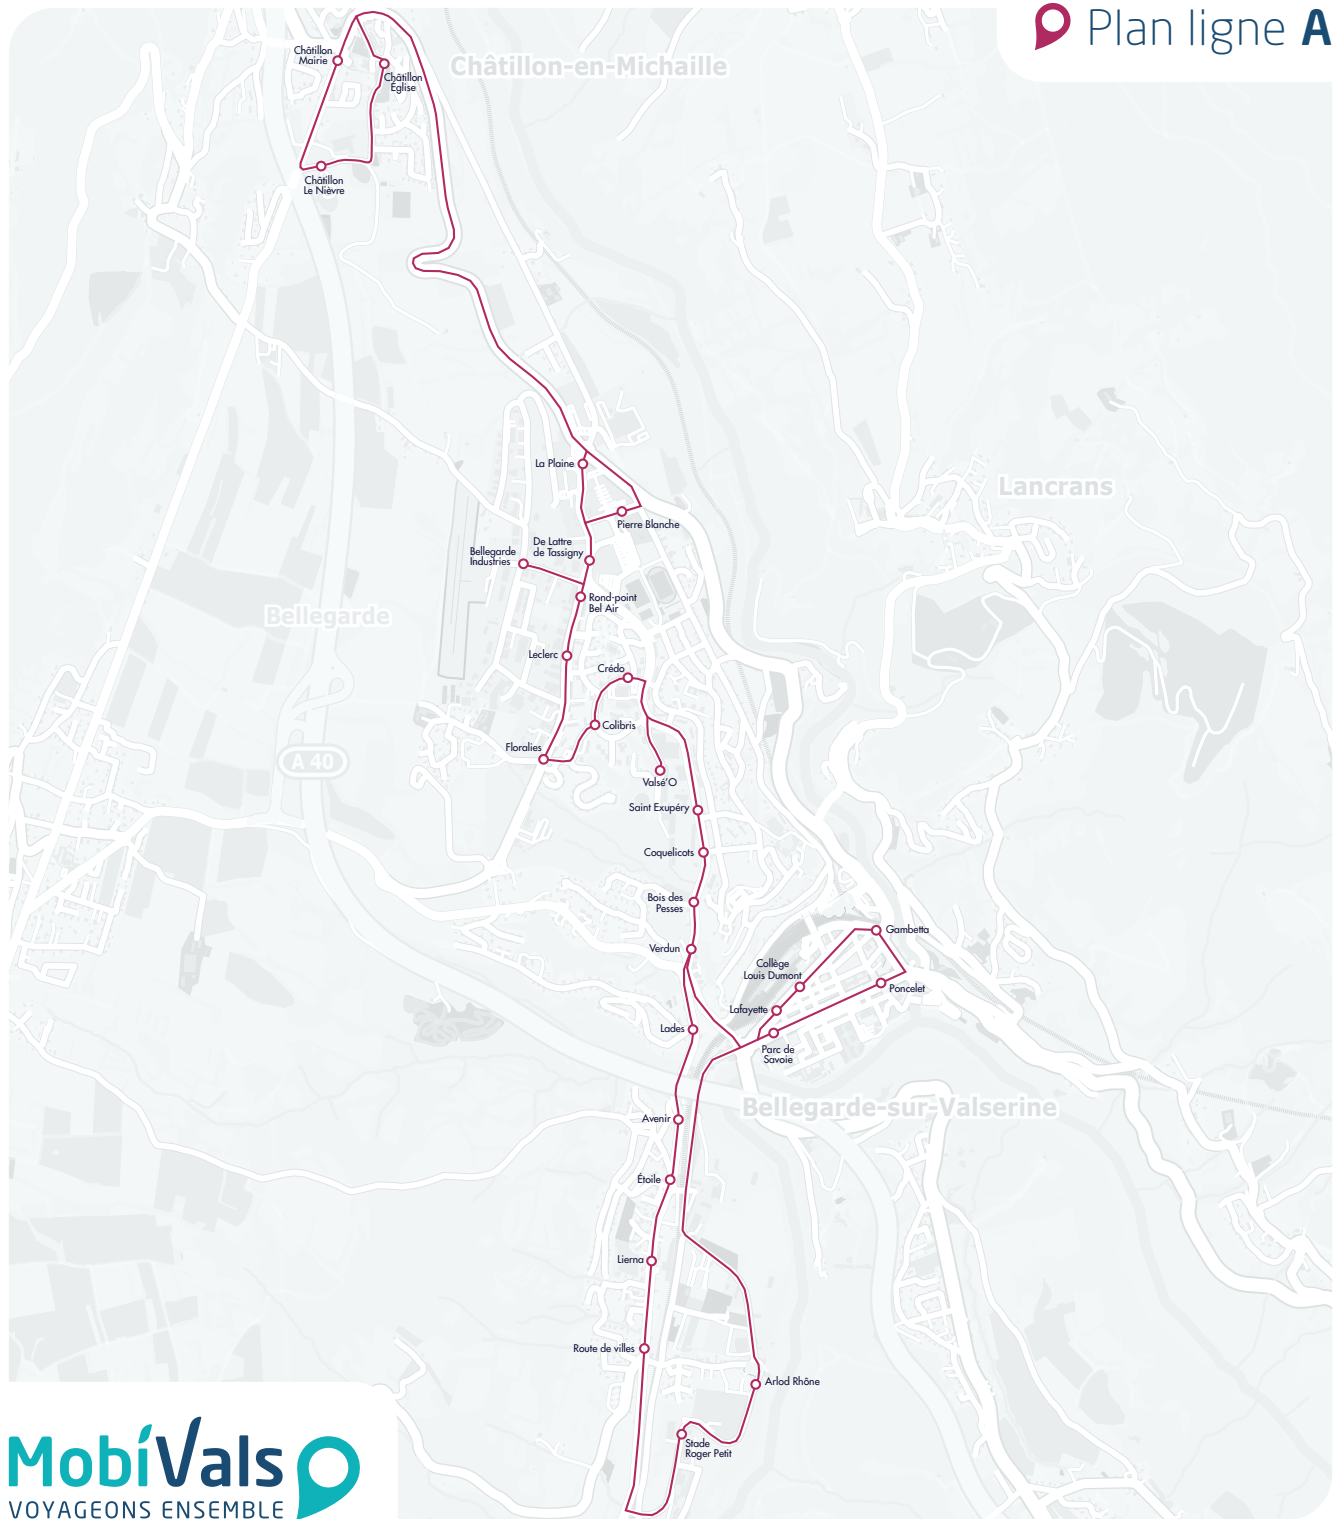 Plan ligne A
Châtillon
Mairie
Châtillon
Église
Châtillon-en-Michaille
Châtillon
Le Nièvre
La Plaine
Lancrans
Pierre Blanche
De Lattre
de Tassigny
Bellegarde
Industries
Rond-point
Bel Air
Bellegarde
Leclerc
Crédo
Colibris
Floralies
A 40
Valsé'O
Saint Exupéry
Coquelicots
Bois des
Pesses
Gambetta
Verdun
Collège
Louis Dumont
Poncelet
Lafayette
Lades
Parc de
Savoie
Bellegarde-sur-Valserine
Avenir
Étoile
Lierna
Route de villes
Arlod Rhône
Stade
Roger Petit
MobiVals
VOYAGEONS ENSEMBLE